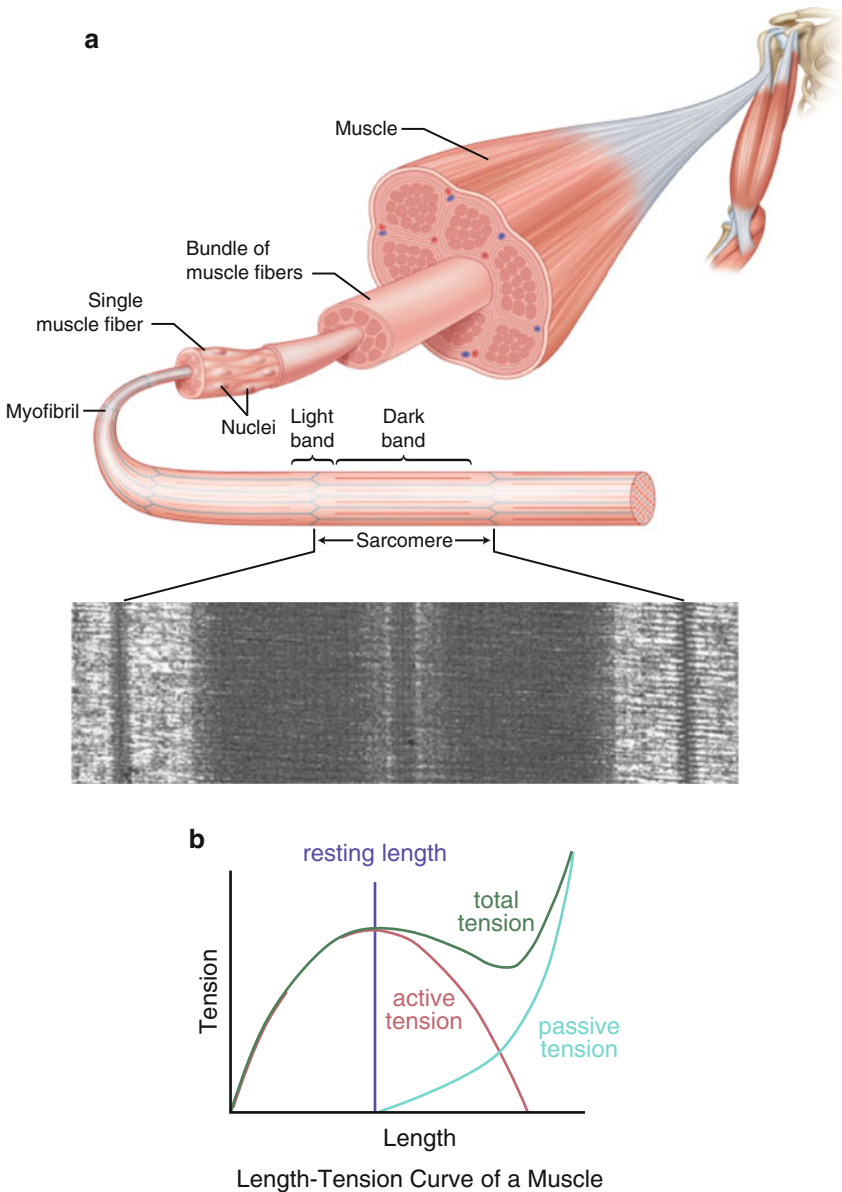 a
Muscle
Bundle of
muscle fibers
Single
muscle fiber
Myofibril
Nuclei
Light
band
Dark
band
Sarcomere
b
resting length
total
tension
active
tension
passive
tension
Tension
Length
Length-Tension Curve of a Muscle